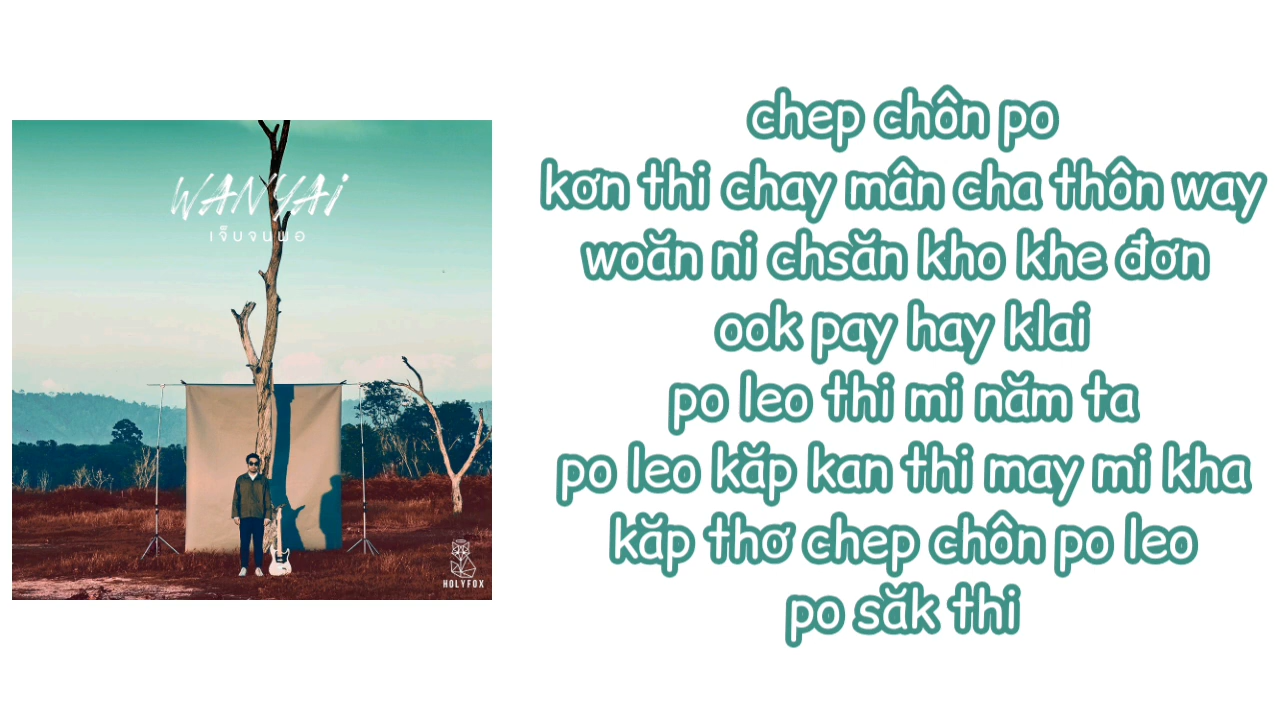 WANYAi
เจ็บจนพอ
HOLYFOX
chep chôn po
kơn thi chay mân cha thôn way
woăn ni chsăn kho khe đơn
ook pay hay klai
po leo thi mi năm ta
po leo kăp kan thi may mi kha
kăp thơ chep chôn po leo
po săk thi